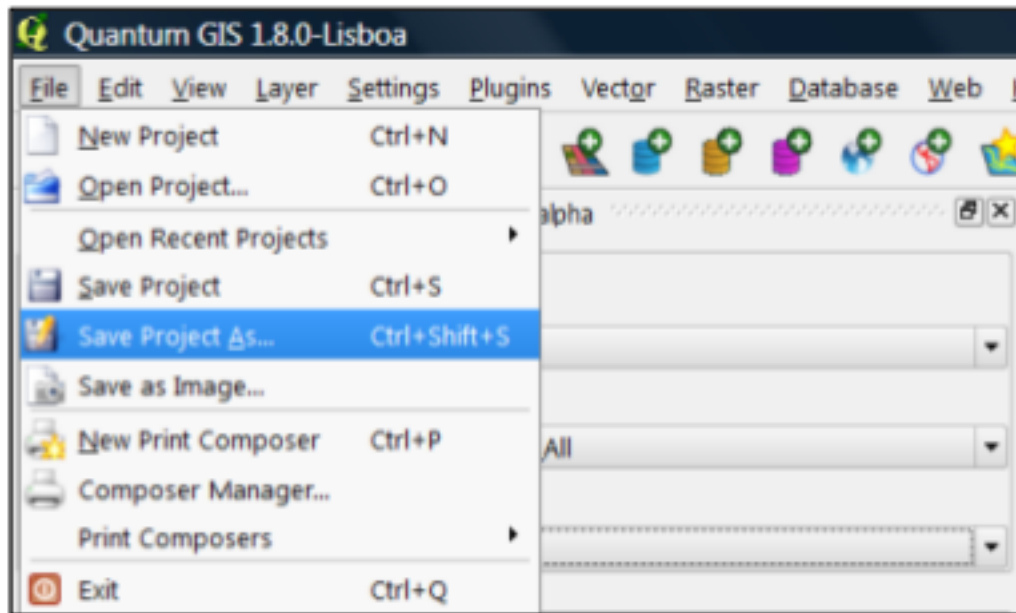 Quantum GIS 1.8.0-Lisboa
File Edit View Layer Settings Plugins Vector Raster Database Web
New Project Ctrl+N
Open Project... Ctrl+O
alpha
Open Recent Projects
Save Project Ctrl+S
Save Project As... Ctrl+Shift+S
Save as Image...
New Print Composer Ctrl+P
All
Composer Manager...
Print Composers
Exit Ctrl+Q